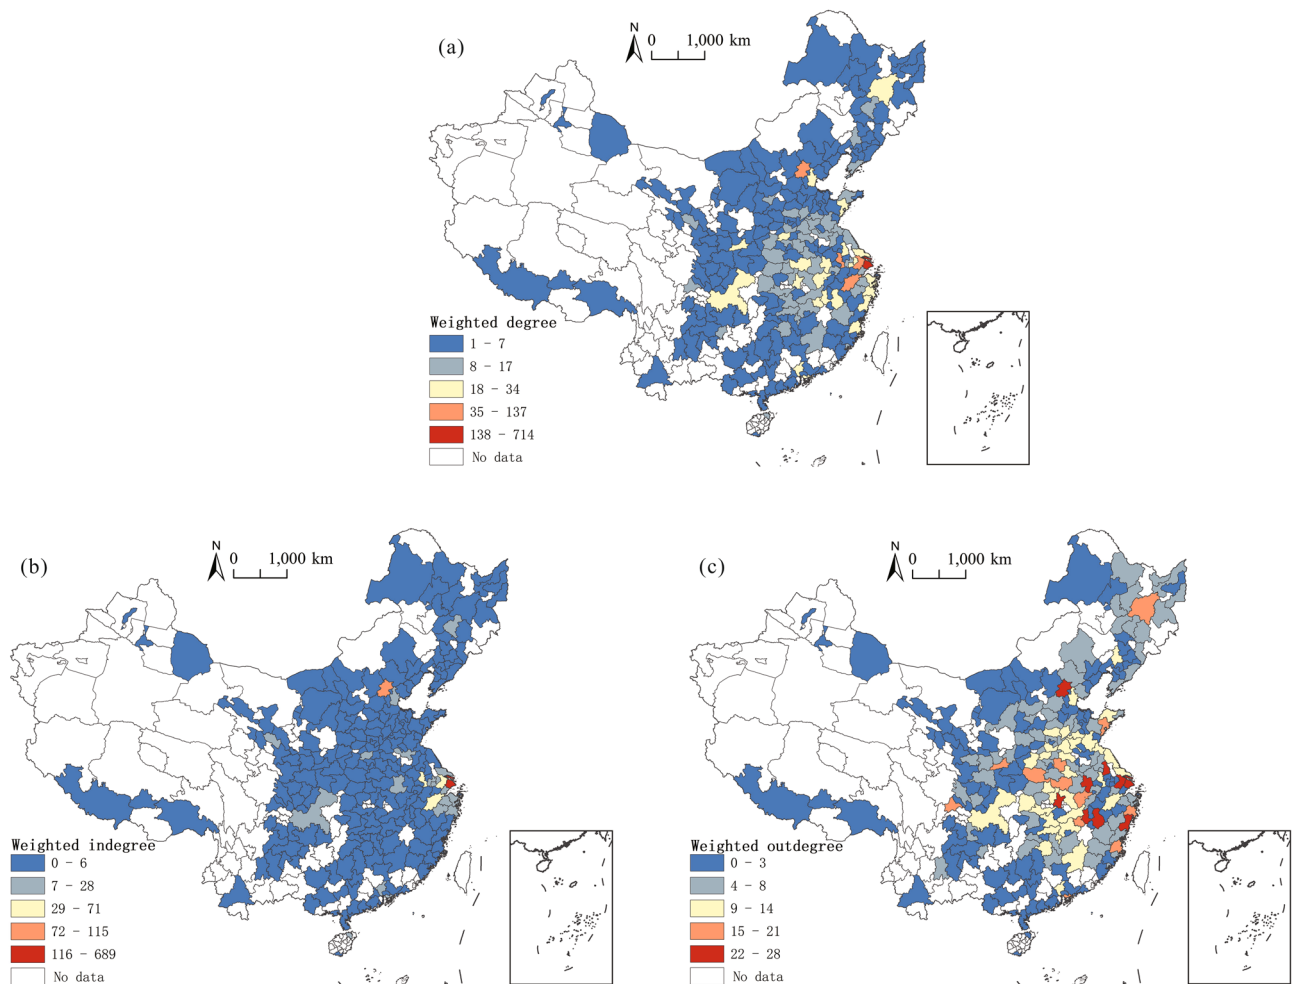 (a)
N
0 1,000 km
Weighted degree
1 - 7
8 - 17
18 - 34
35 - 137
138 - 714
No data
(b)
N
0 1,000 km
Weighted indegree
0 - 6
7 - 28
29 - 71
72 - 115
116 - 689
No data
(c)
N
0 1,000 km
Weighted outdegree
0 - 3
4 - 8
9 - 14
15 - 21
22 - 28
No data